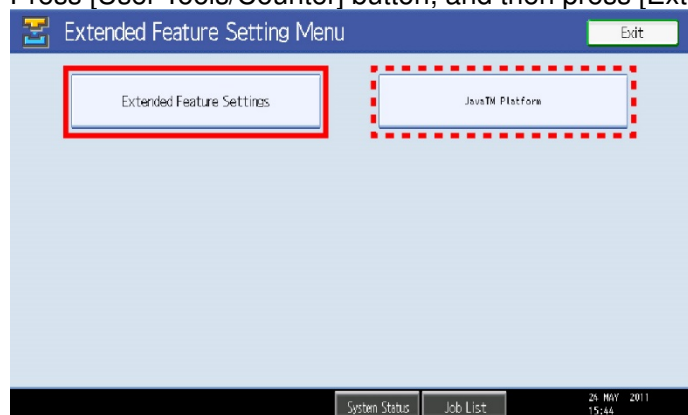 Press [User Tools/Counter] button, and then press [Ext
Extended Feature Setting Menu
Exit
Extended Feature Settings
JavaTM Platform
System Status
Job List
24 MAY 2011
15:44